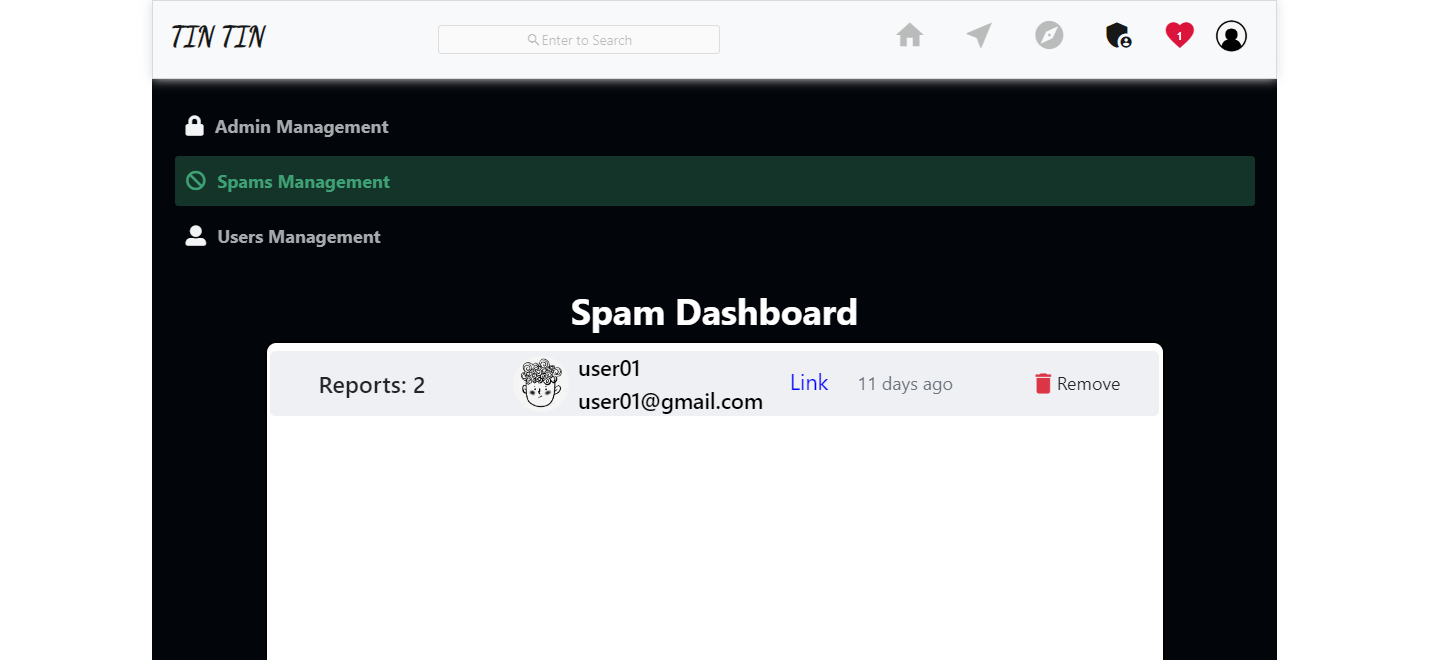 TIN TIN
Enter to Search
1
Admin Management
Spams Management
Users Management
Spam Dashboard
Reports: 2
user01
user01@gmail.com
Link
11 days ago
Remove